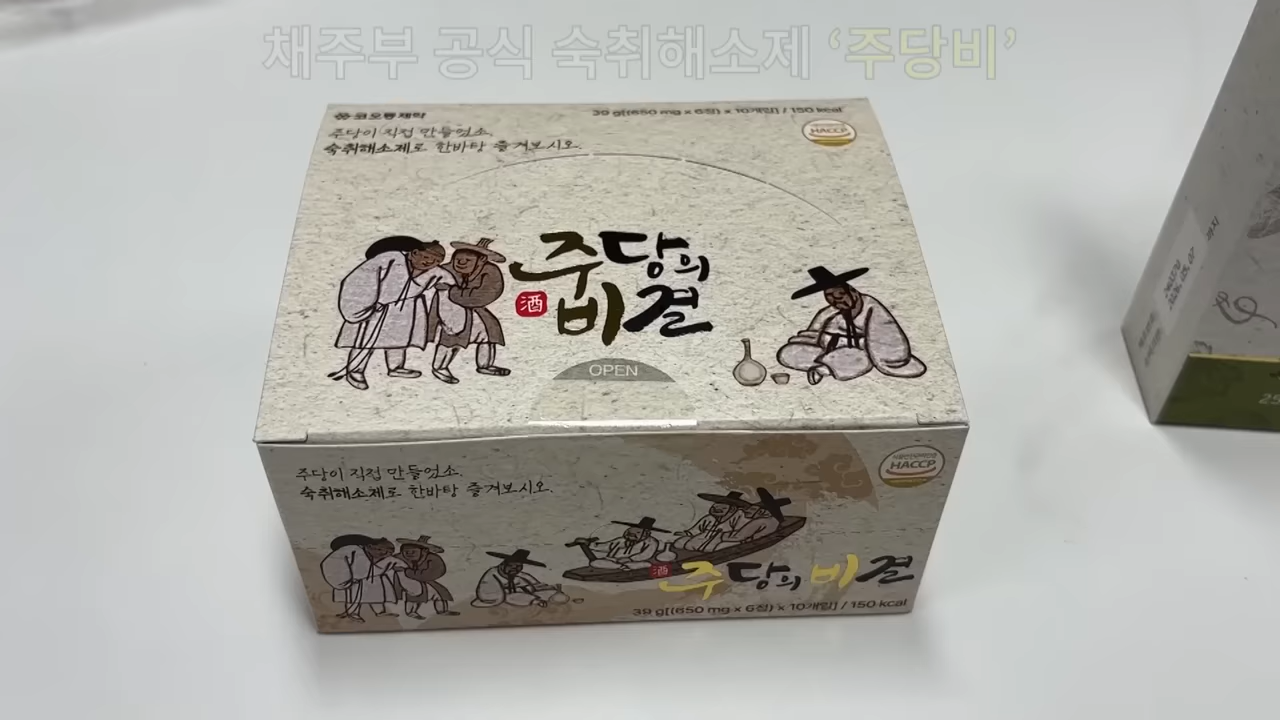 채주부 공식 숙취해소제 ‘주당비’
코오롱제약
39 g[(650 mg x 6정) x 10개입] / 150 kcal
주당이 직접 만들었소.
숙취해소제로 한바탕 즐겨보시오.
HACCP
주당의
酒 비결
OPEN
주당이 직접 만들었소.
숙취해소제로 한바탕 즐겨보시오.
HACCP
酒 주당의 비결
39 g[(650 mg x 6정) x 10개입] / 150 kcal